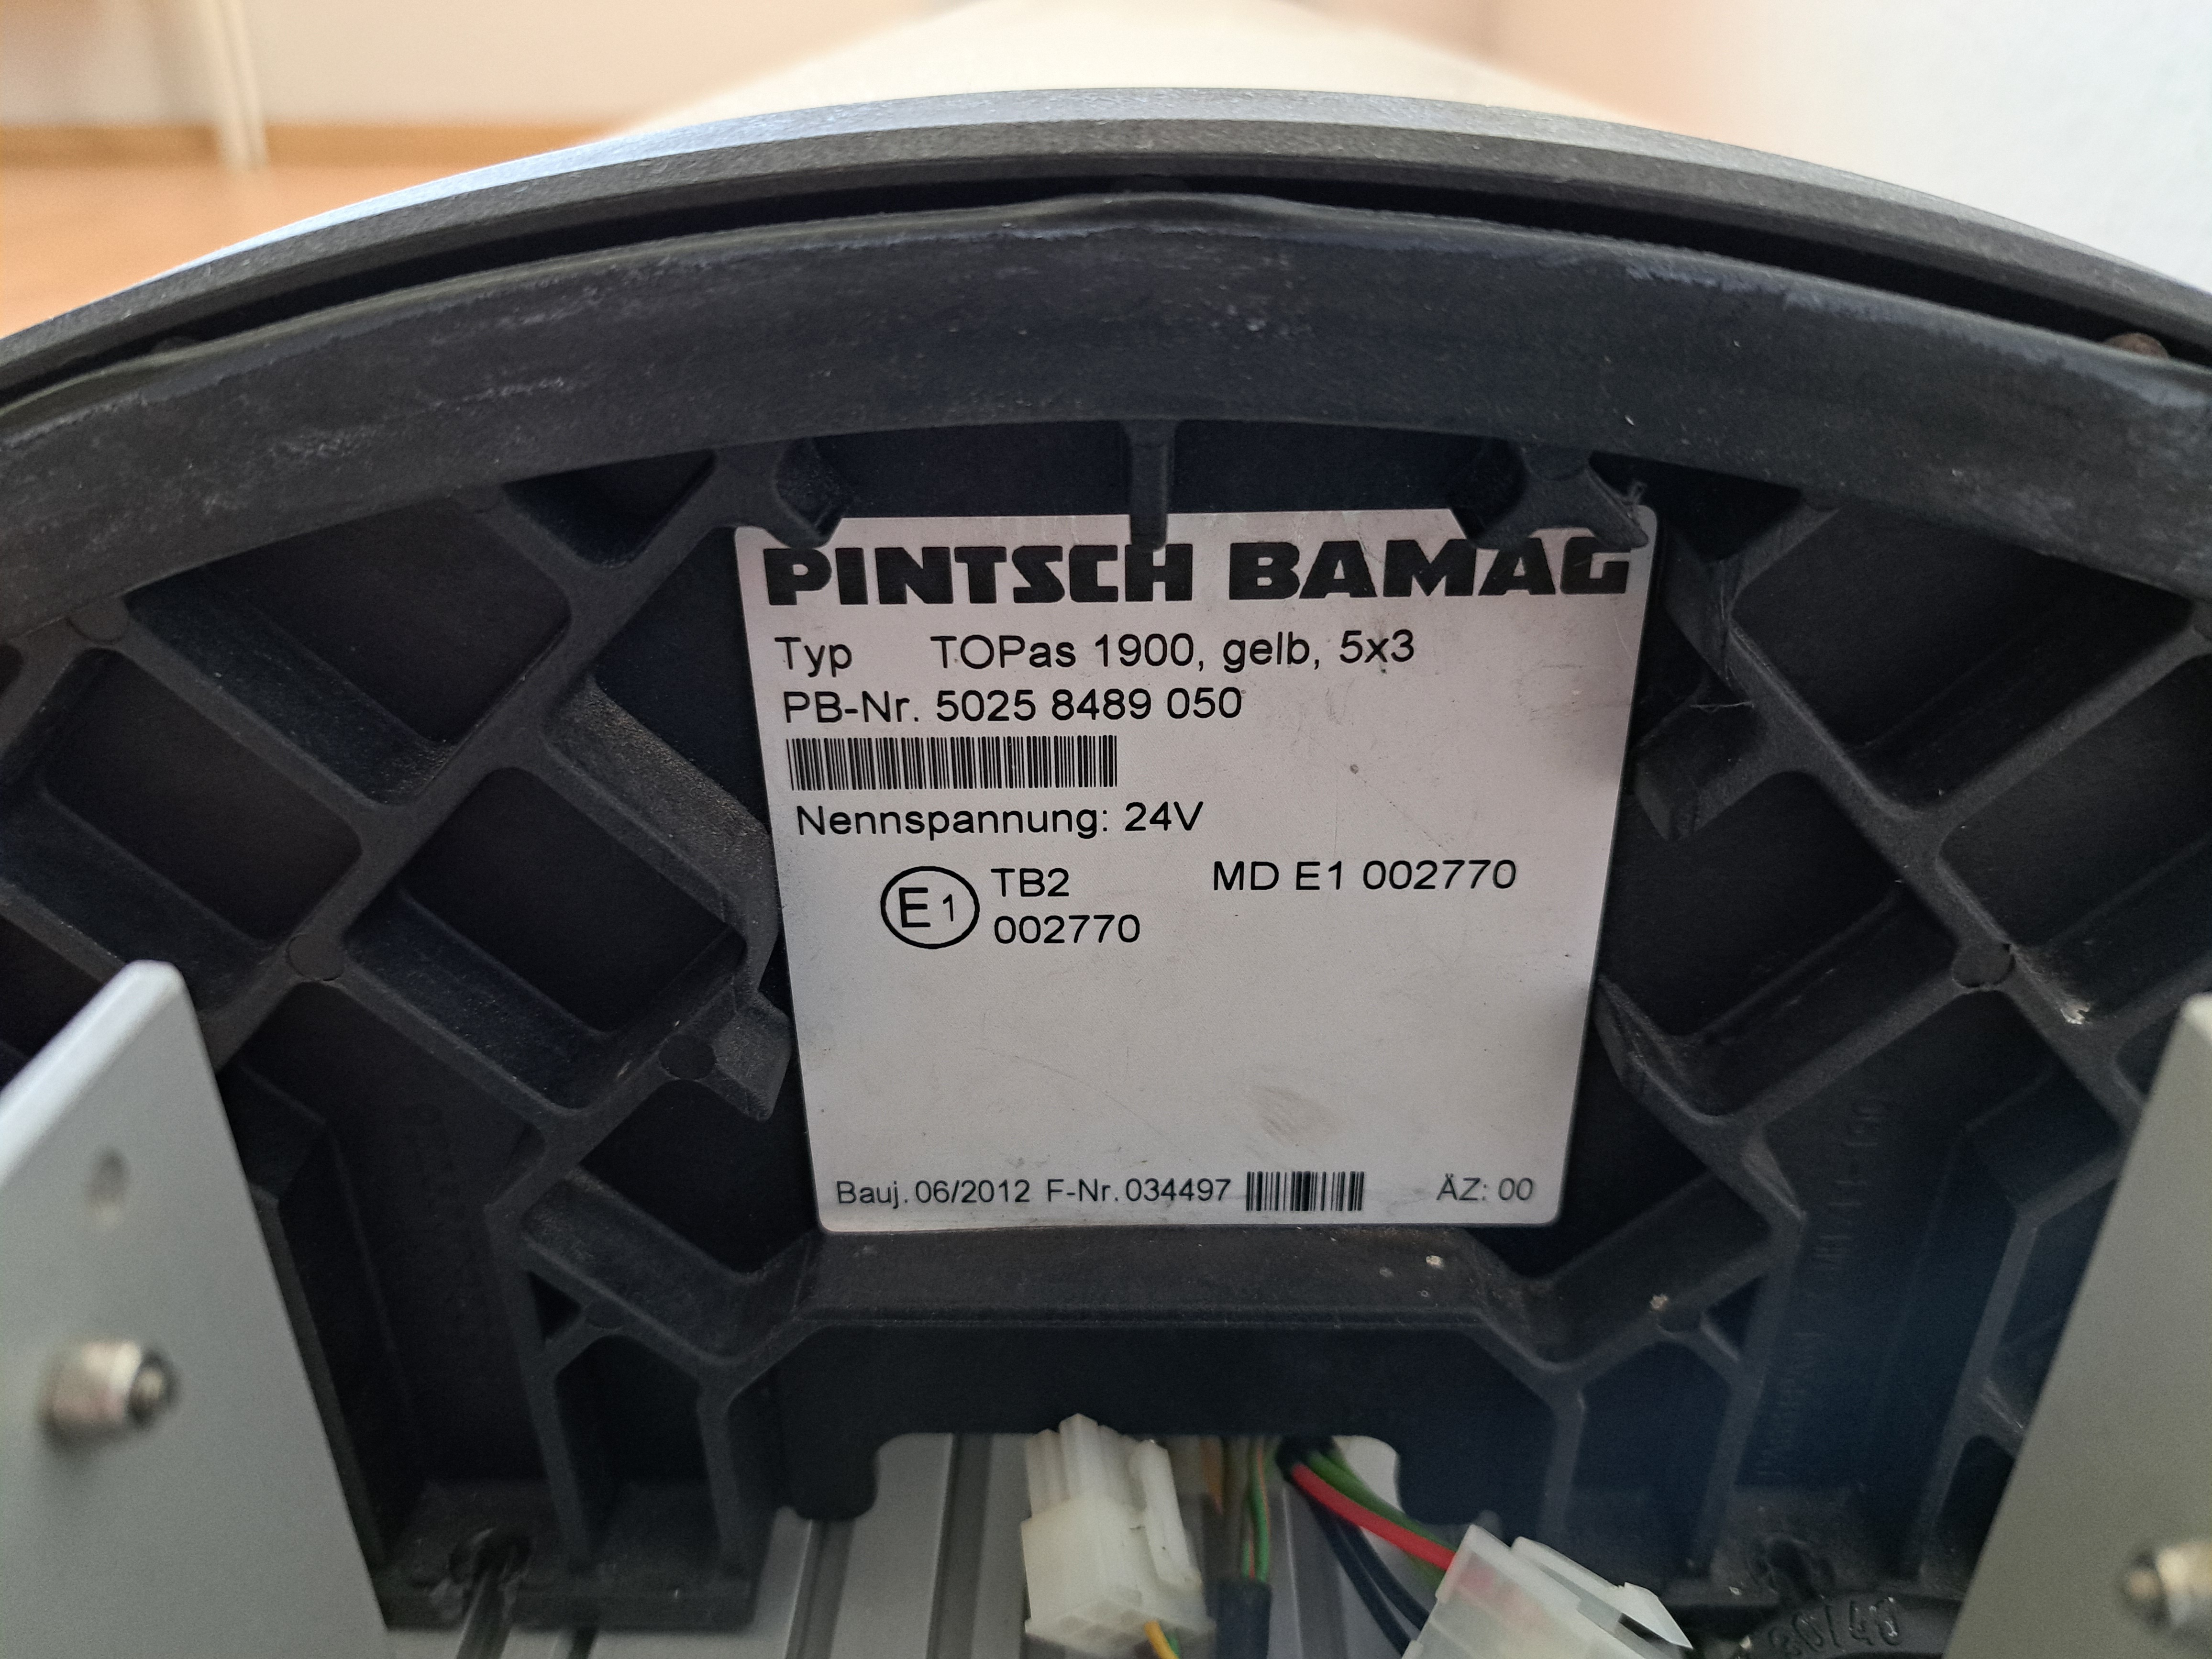 PINTSCH BAMAG
Typ TOPas 1900, gelb, 5x3
PB-Nr. 5025 8489 050
Nennspannung: 24V
E1 TB2 MD E1 002770
002770
Bauj. 06/2012 F-Nr. 034497 ÄZ: 00